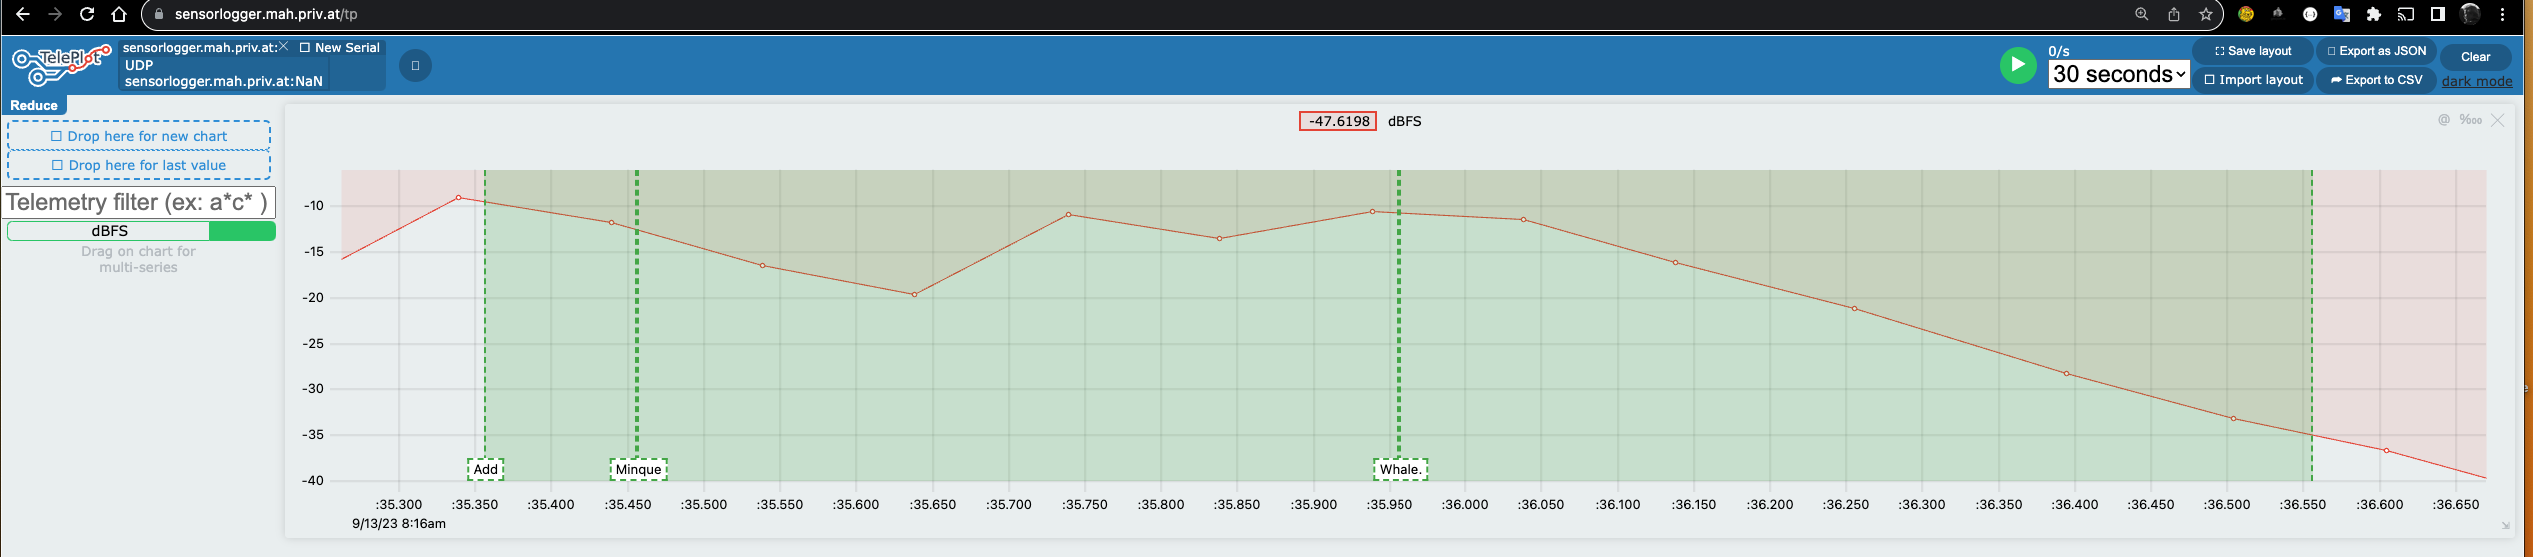 sensorlogger.mah.priv.at/tp
TelePlot
sensorlogger.mah.priv.at:
New Serial
UDP
sensorlogger.mah.priv.at:NaN
0/s
30 seconds
Save layout
Export as JSON
Clear
Import layout
Export to CSV
dark mode
Reduce
Drop here for new chart
Drop here for last value
Telemetry filter (ex: a*c* )
dBFS
Drag on chart for
multi-series
-47.6198 dBFS
@ %
-10
-15
-20
-25
-30
-35
-40
Add
Minque
Whale.
:35.300 :35.350 :35.400 :35.450 :35.500 :35.550 :35.600 :35.650 :35.700 :35.750 :35.800 :35.850 :35.900 :35.950 :36.000 :36.050 :36.100 :36.150 :36.200 :36.250 :36.300 :36.350 :36.400 :36.450 :36.500 :36.550 :36.600 :36.650
9/13/23 8:16am